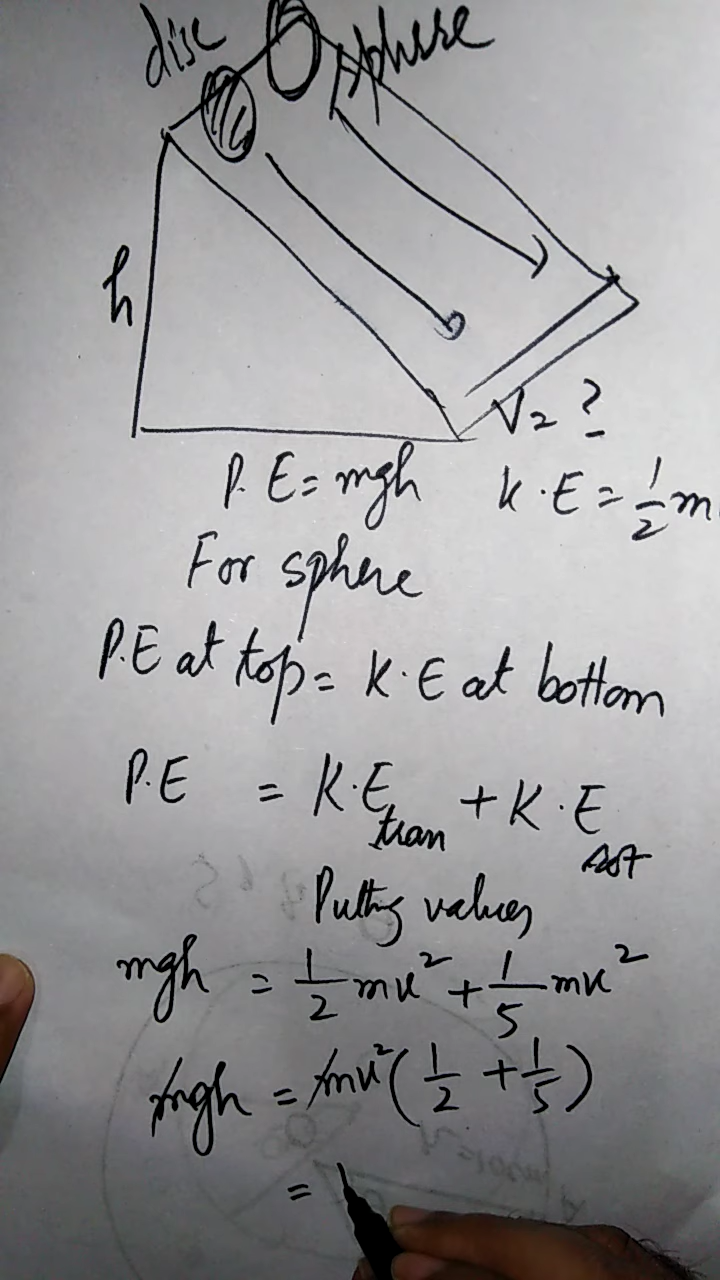 disc
sphere
h
V = ?
P.E = mgh K.E = 1/2 m
For sphere
P.E at top = K.E at bottom
P.E = K.E tran + K.E rot
Putting values
mgh = 1/2 mv² + 1/5 mv²
mgh = mv² (1/2 + 1/5)
=